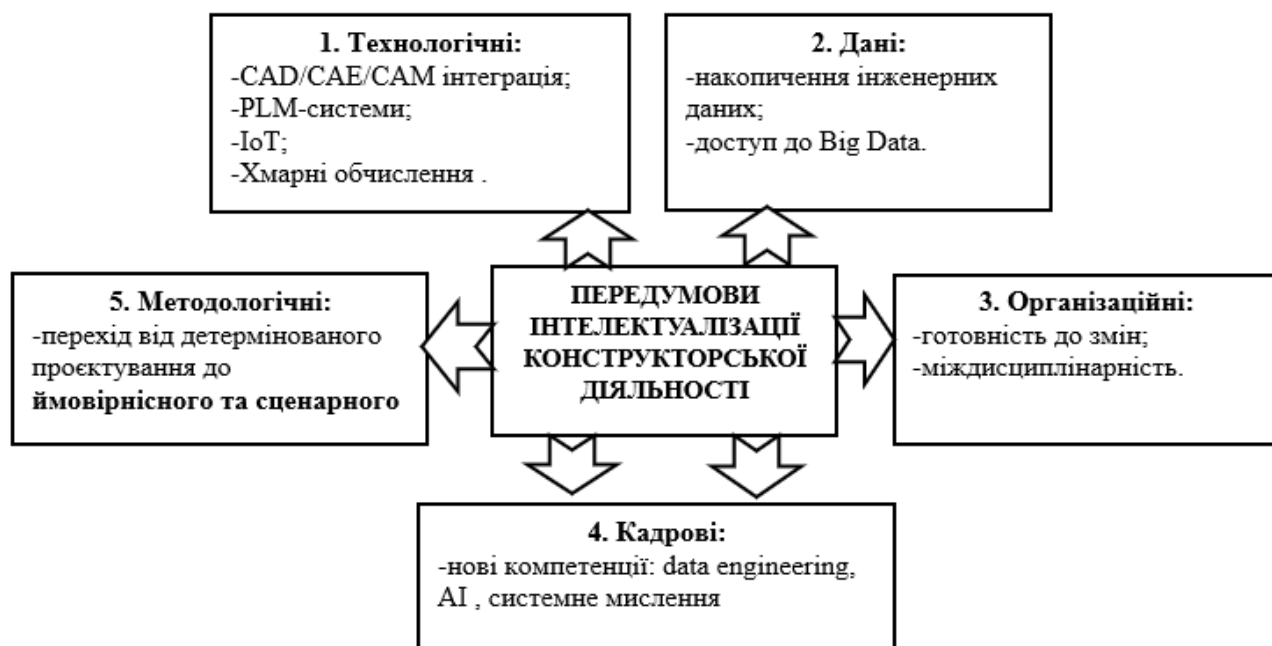 1. Технологічні:
-CAD/CAE/CAM інтеграція;
-PLM-системи;
-IoT;
-Хмарні обчислення .
2. Дані:
-накопичення інженерних
даних;
-доступ до Big Data.
5. Методологічні:
-перехід від детермінованого
проєктування до
ймовірнісного та сценарного
ПЕРЕДУМОВИ
ІНТЕЛЕКТУАЛІЗАЦІЇ
КОНСТРУКТОРСЬКОЇ
ДІЯЛЬНОСТІ
3. Організаційні:
-готовність до змін;
-міждисциплінарність.
4. Кадрові:
-нові компетенції: data engineering,
AI , системне мислення